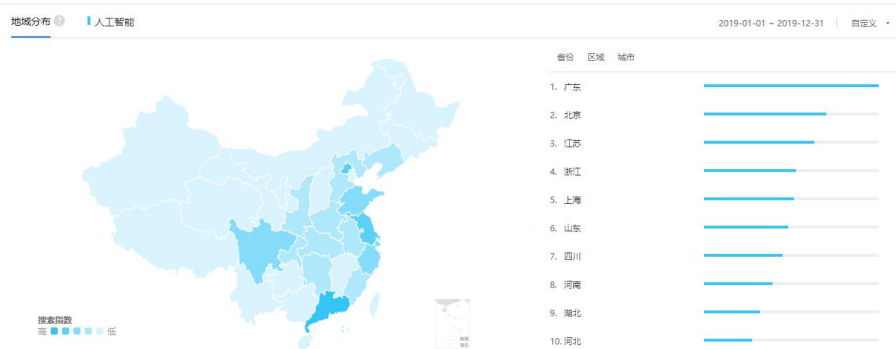 地域分布 ? 人工智能 2019-01-01 ~ 2019-12-31 自定义
省份 区域 城市
1. 广东
2. 北京
3. 江苏
4. 浙江
5. 上海
6. 山东
7. 四川
8. 河南
9. 湖北
10. 河北
搜索指数
高 低